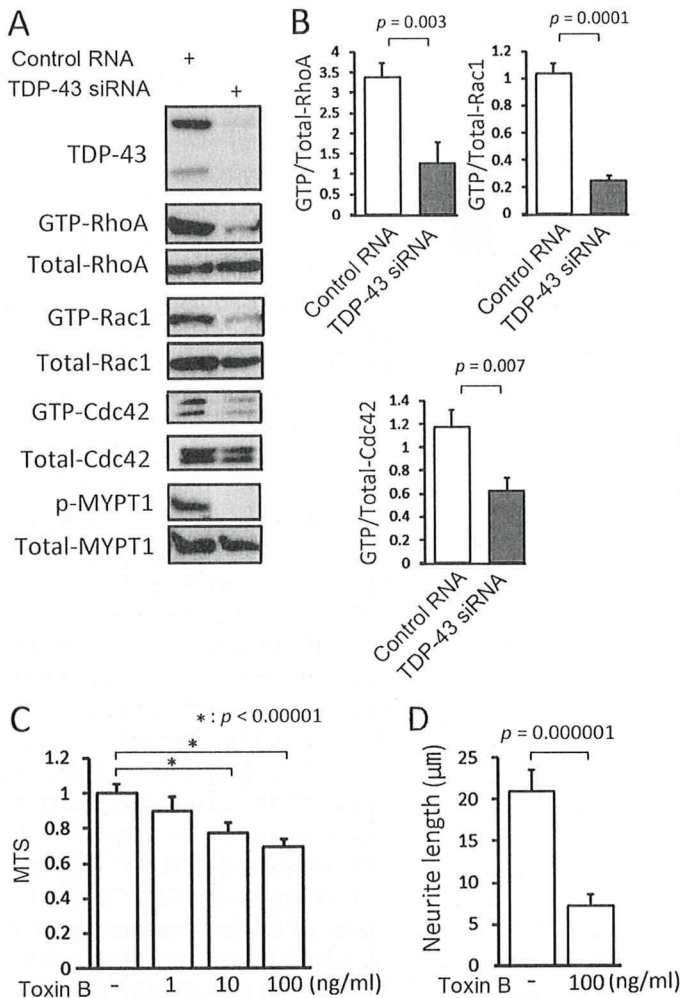 A
Control RNA +
TDP-43 siRNA +
TDP-43
GTP-RhoA
Total-RhoA
GTP-Rac1
Total-Rac1
GTP-Cdc42
Total-Cdc42
p-MYPT1
Total-MYPT1
B
p = 0.003
GTP/Total-RhoA
4
3.5
3
2.5
2
1.5
1
0.5
0
Control RNA
TDP-43 siRNA
p = 0.0001
GTP/Total-Rac1
1.2
1
0.8
0.6
0.4
0.2
0
Control RNA
TDP-43 siRNA
p = 0.007
GTP/Total-Cdc42
1.4
1.2
1
0.8
0.6
0.4
0.2
0
Control RNA
TDP-43 siRNA
C
* : p < 0.00001
*
*
MTS
1.2
1
0.8
0.6
0.4
0.2
0
Toxin B - 1 10 100 (ng/ml)
D
p = 0.000001
Neurite length (μm)
25
20
15
10
5
0
Toxin B - 100 (ng/ml)